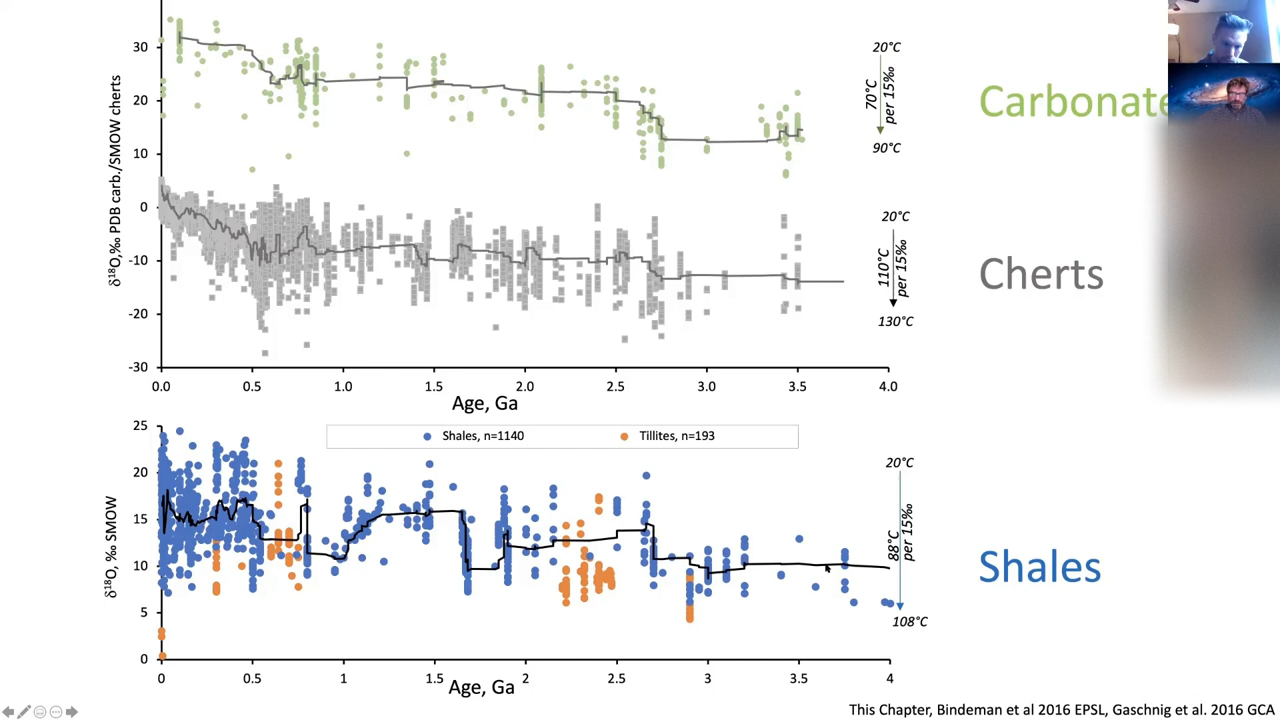 δ¹⁸O,‰ PDB carb./SMOW cherts
30
20
10
0
-10
-20
-30
0.0 0.5 1.0 1.5 2.0 2.5 3.0 3.5 4.0
Age, Ga
20°C
70°C
per 15‰
90°C
20°C
110°C
per 15‰
130°C
Carbonate
Cherts
δ¹⁸O, ‰ SMOW
25
20
15
10
5
0
Shales, n=1140 Tillites, n=193
0 0.5 1 1.5 2 2.5 3 3.5 4
Age, Ga
20°C
88°C
per 15‰
108°C
Shales
This Chapter, Bindeman et al 2016 EPSL, Gaschnig et al. 2016 GCA